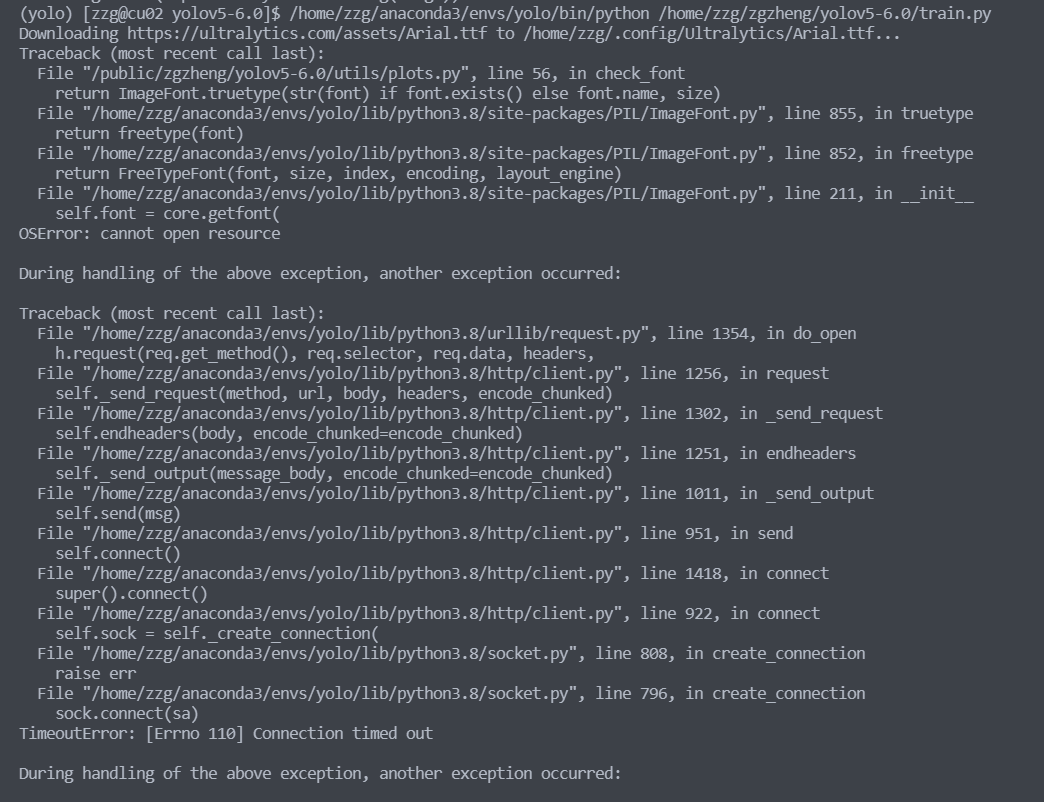 (yolo) [zzg@cu02 yolov5-6.0]$ /home/zzg/anaconda3/envs/yolo/bin/python /home/zzg/zgzheng/yolov5-6.0/train.py
Downloading https://ultralytics.com/assets/Arial.ttf to /home/zzg/.config/Ultralytics/Arial.ttf...
Traceback (most recent call last):
  File "/public/zgzheng/yolov5-6.0/utils/plots.py", line 56, in check_font
    return ImageFont.truetype(str(font) if font.exists() else font.name, size)
  File "/home/zzg/anaconda3/envs/yolo/lib/python3.8/site-packages/PIL/ImageFont.py", line 855, in truetype
    return freetype(font)
  File "/home/zzg/anaconda3/envs/yolo/lib/python3.8/site-packages/PIL/ImageFont.py", line 852, in freetype
    return FreeTypeFont(font, size, index, encoding, layout_engine)
  File "/home/zzg/anaconda3/envs/yolo/lib/python3.8/site-packages/PIL/ImageFont.py", line 211, in __init__
    self.font = core.getfont(
OSError: cannot open resource

During handling of the above exception, another exception occurred:

Traceback (most recent call last):
  File "/home/zzg/anaconda3/envs/yolo/lib/python3.8/urllib/request.py", line 1354, in do_open
    h.request(req.get_method(), req.selector, req.data, headers,
  File "/home/zzg/anaconda3/envs/yolo/lib/python3.8/http/client.py", line 1256, in request
    self._send_request(method, url, body, headers, encode_chunked)
  File "/home/zzg/anaconda3/envs/yolo/lib/python3.8/http/client.py", line 1302, in _send_request
    self.endheaders(body, encode_chunked=encode_chunked)
  File "/home/zzg/anaconda3/envs/yolo/lib/python3.8/http/client.py", line 1251, in endheaders
    self._send_output(message_body, encode_chunked=encode_chunked)
  File "/home/zzg/anaconda3/envs/yolo/lib/python3.8/http/client.py", line 1011, in _send_output
    self.send(msg)
  File "/home/zzg/anaconda3/envs/yolo/lib/python3.8/http/client.py", line 951, in send
    self.connect()
  File "/home/zzg/anaconda3/envs/yolo/lib/python3.8/http/client.py", line 1418, in connect
    super().connect()
  File "/home/zzg/anaconda3/envs/yolo/lib/python3.8/http/client.py", line 922, in connect
    self.sock = self._create_connection(
  File "/home/zzg/anaconda3/envs/yolo/lib/python3.8/socket.py", line 808, in create_connection
    raise err
  File "/home/zzg/anaconda3/envs/yolo/lib/python3.8/socket.py", line 796, in create_connection
    sock.connect(sa)
TimeoutError: [Errno 110] Connection timed out

During handling of the above exception, another exception occurred: